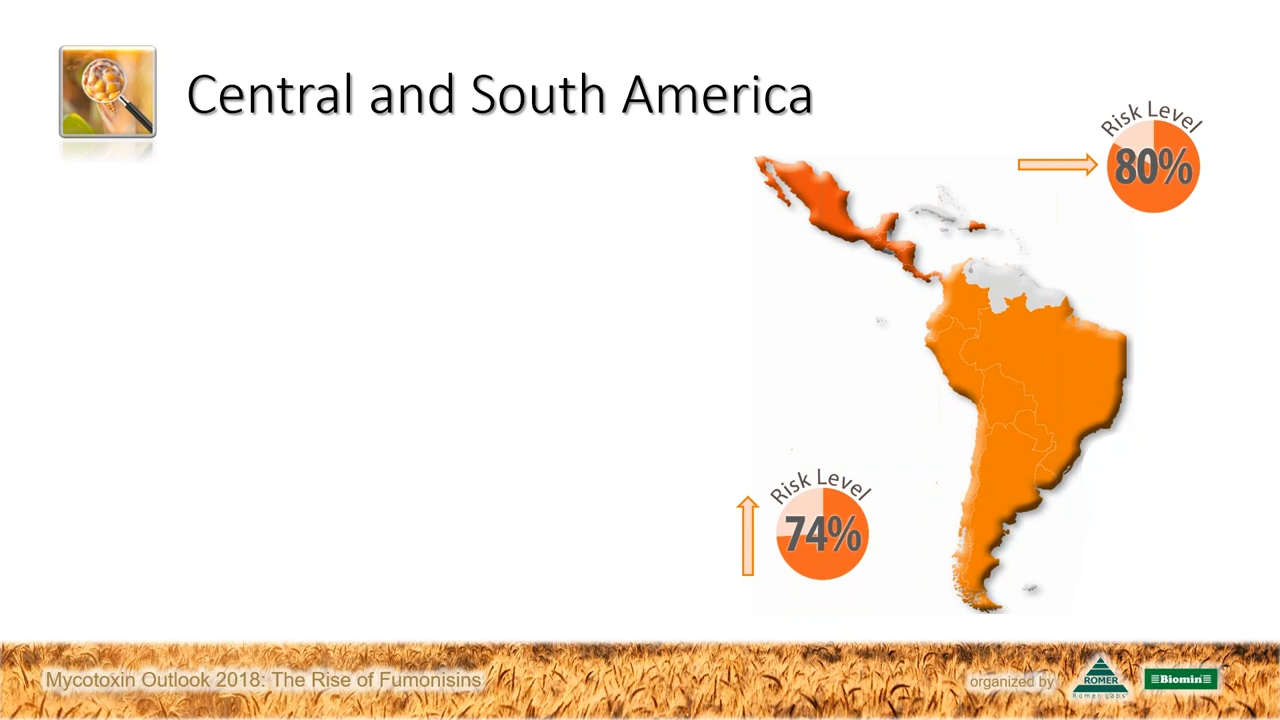 Central and South America
Risk Level
80%
Risk Level
74%
Mycotoxin Outlook 2018: The Rise of Fumonisins
organized by
ROMER
Romer Labs®
Biomin